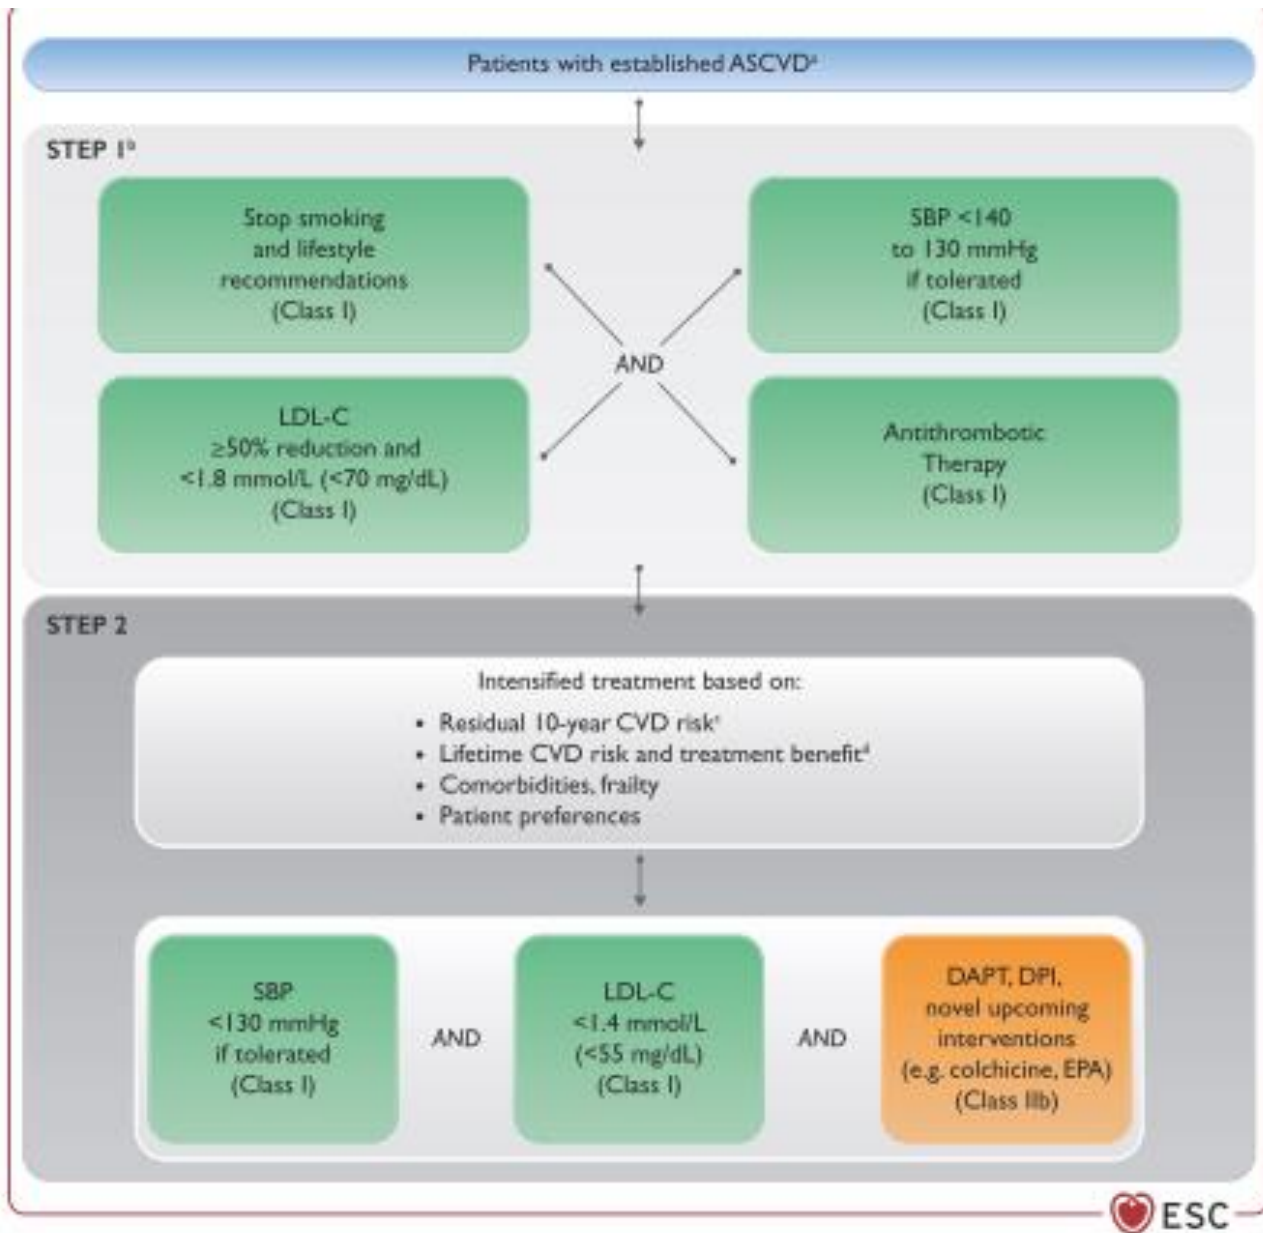 Patients with established ASCVDᵃ
STEP 1ᵇ
Stop smoking
and lifestyle
recommendations
(Class I)
SBP <140
to 130 mmHg
if tolerated
(Class I)
AND
LDL-C
≥50% reduction and
<1.8 mmol/L (<70 mg/dL)
(Class I)
Antithrombotic
Therapy
(Class I)
STEP 2
Intensified treatment based on:
• Residual 10-year CVD riskᶜ
• Lifetime CVD risk and treatment benefitᵈ
• Comorbidities, frailty
• Patient preferences
SBP
<130 mmHg
if tolerated
(Class I)
AND
LDL-C
<1.4 mmol/L
(<55 mg/dL)
(Class I)
AND
DAPT, DPI,
novel upcoming
interventions
(e.g. colchicine, EPA)
(Class IIb)
ESC